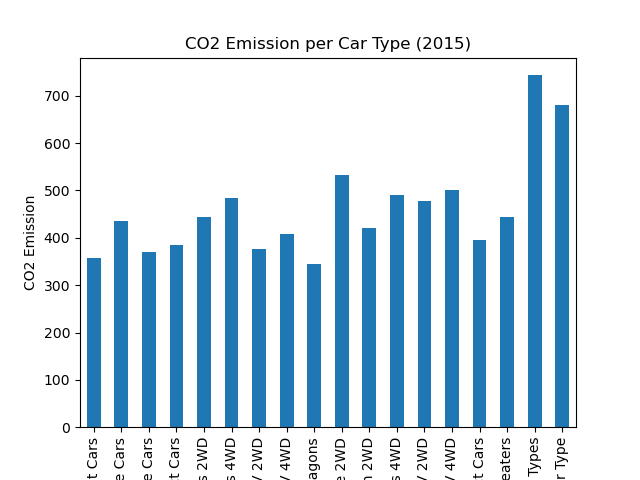 CO2 Emission per Car Type (2015)
CO2 Emission
700
600
500
400
300
200
100
0
t Cars
e Cars
e Cars
t Cars
s 2WD
s 4WD
V 2WD
V 4WD
agons
e 2WD
n 2WD
s 4WD
V 2WD
V 4WD
t Cars
eaters
Types
r Type